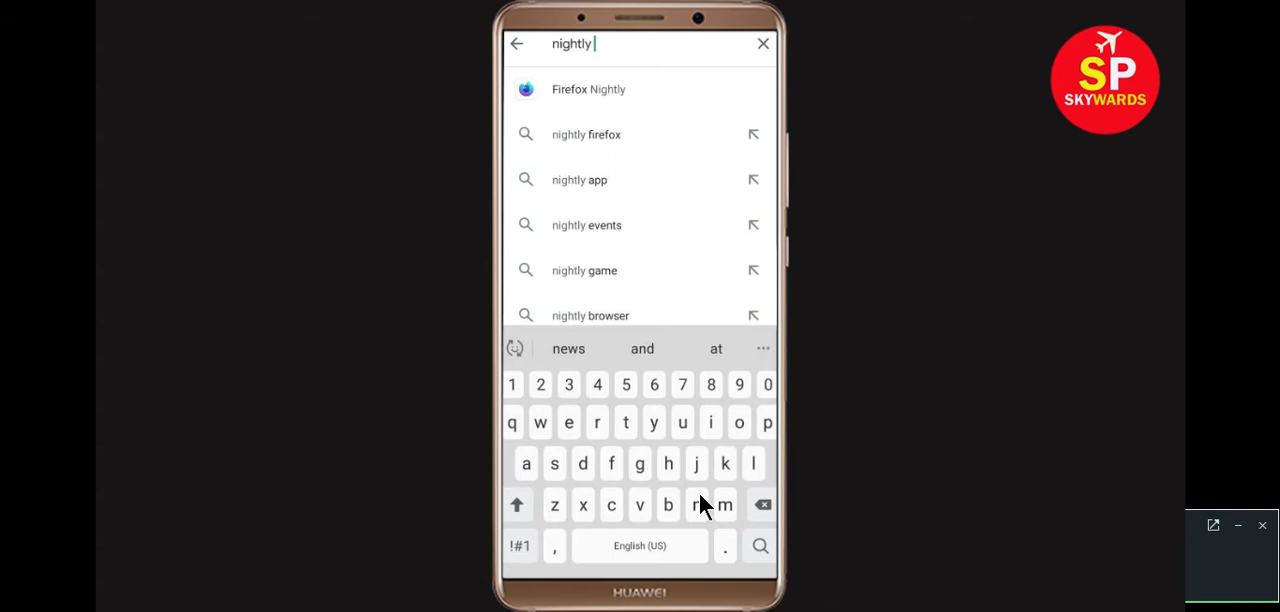 nightly
Firefox Nightly
nightly firefox
nightly app
nightly events
nightly game
nightly browser
news and at
1 2 3 4 5 6 7 8 9 0
q w e r t y u i o p
a s d f g h j k l
z x c v b n m
!#1 , English (US) .
HUAWEI
SP
SKYWARDS